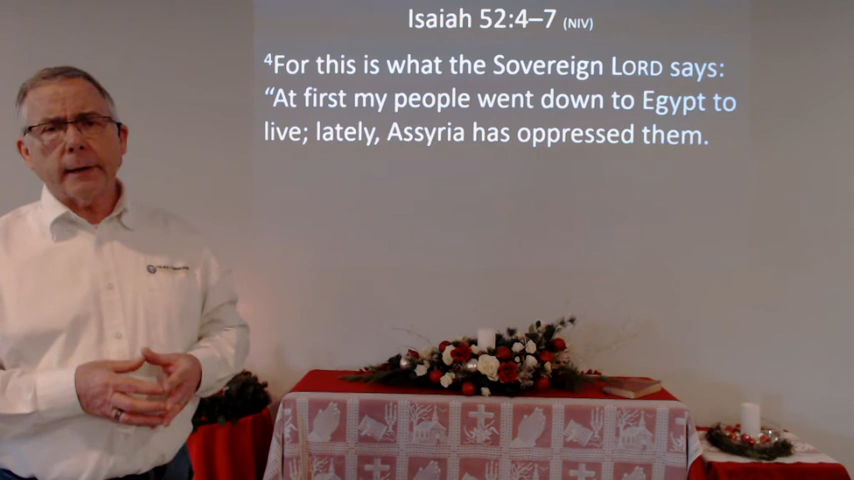 Isaiah 52:4–7 (NIV)
⁴For this is what the Sovereign LORD says:
“At first my people went down to Egypt to
live; lately, Assyria has oppressed them.